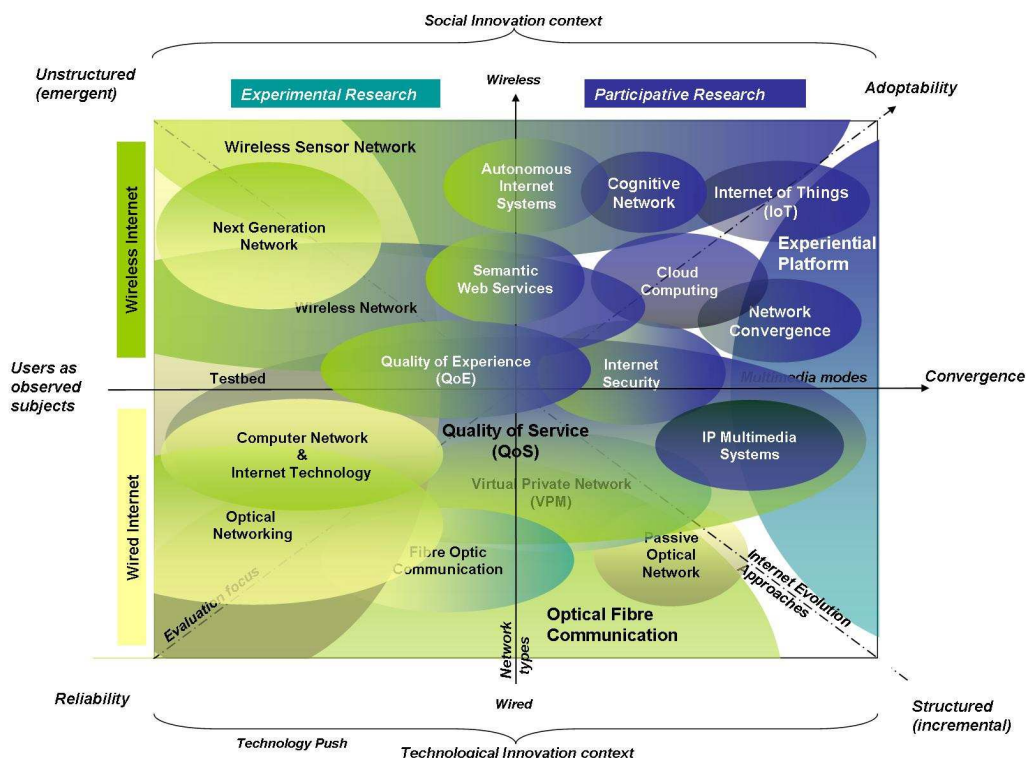 Social Innovation context
Unstructured
(emergent)
Experimental Research
Wireless
Participative Research
Adoptability
Wireless Sensor Network
Autonomous
Internet
Systems
Cognitive
Network
Internet of Things
(IoT)
Next Generation
Network
Experiential
Platform
Wireless Internet
Semantic
Web Services
Cloud
Computing
Wireless Network
Network
Convergence
Quality of Experience
(QoE)
Internet
Security
Users as
observed
subjects
Testbed
Multimedia modes
Convergence
Computer Network
&
Internet Technology
Quality of Service
(QoS)
IP Multimedia
Systems
Virtual Private Network
(VPM)
Wired Internet
Optical
Networking
Fibre Optic
Communication
Passive
Optical
Network
Internet Evolution
Approaches
Evaluation focus
Optical Fibre
Communication
Network
types
Reliability
Wired
Structured
(incremental)
Technology Push
Technological Innovation context